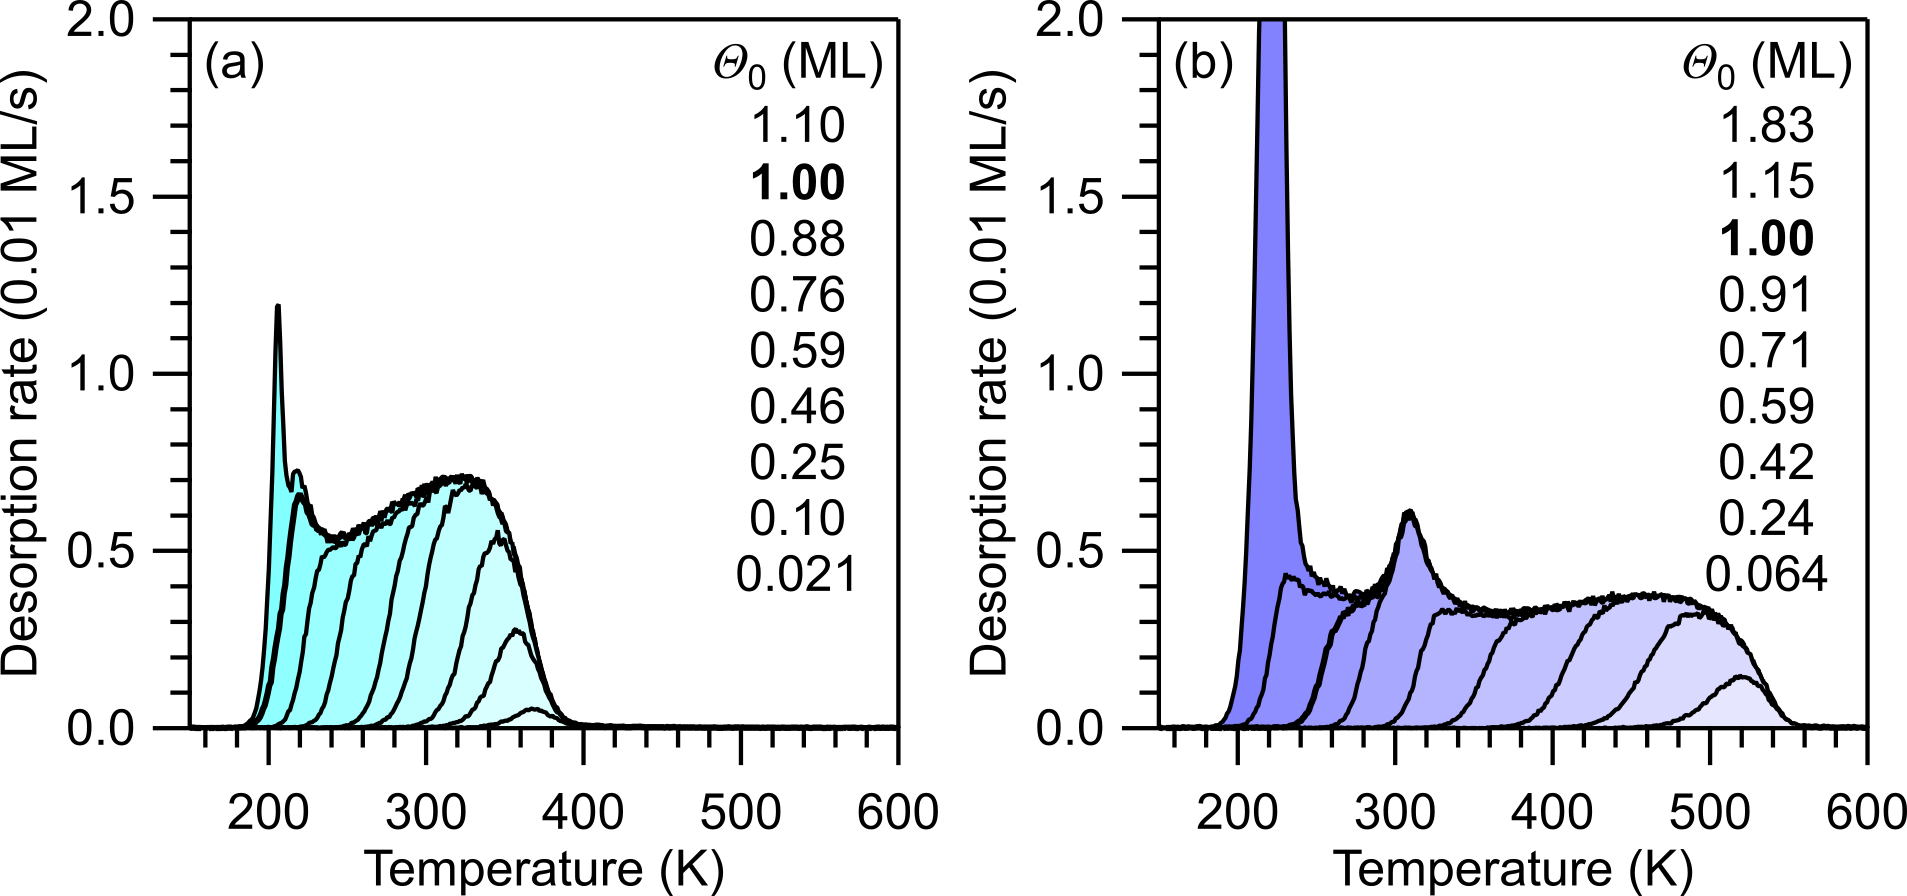 (a)
Θ0 (ML)
1.10
1.00
0.88
0.76
0.59
0.46
0.25
0.10
0.021
2.0
1.5
1.0
0.5
0.0
Desorption rate (0.01 ML/s)
200 300 400 500 600
Temperature (K)
(b)
Θ0 (ML)
1.83
1.15
1.00
0.91
0.71
0.59
0.42
0.24
0.064
2.0
1.5
1.0
0.5
0.0
Desorption rate (0.01 ML/s)
200 300 400 500 600
Temperature (K)